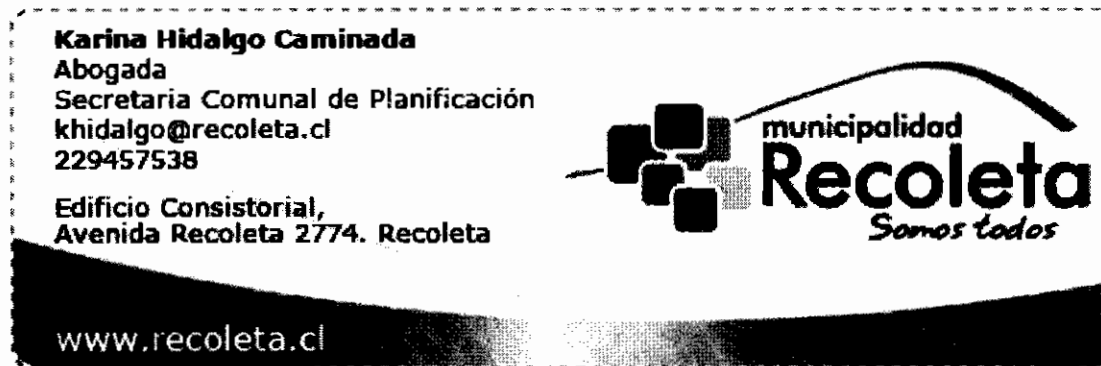 Karina Hidalgo Caminada
Abogada
Secretaria Comunal de Planificación
khidalgo@recoleta.cl
229457538
Edificio Consistorial,
Avenida Recoleta 2774. Recoleta
municipalidad
Recoleta
Somos todos
www.recoleta.cl